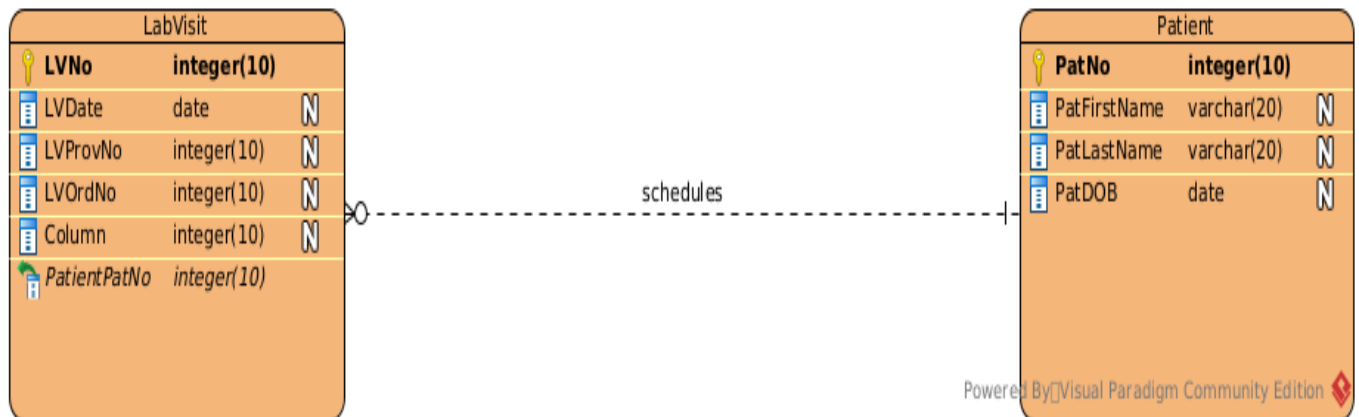 LabVisit
LVNo integer(10)
LVDate date N
LVProvNo integer(10) N
LVOrdNo integer(10) N
Column integer(10) N
PatientPatNo integer(10)
schedules
Patient
PatNo integer(10)
PatFirstName varchar(20) N
PatLastName varchar(20) N
PatDOB date N
Powered By▯Visual Paradigm Community Edition